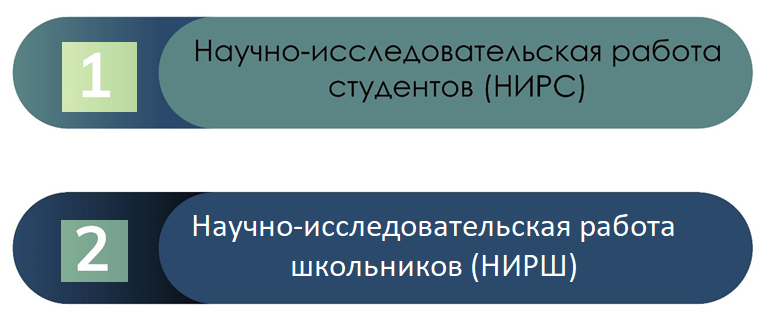 1
Научно-исследовательская работа
студентов (НИРС)
2
Научно-исследовательская работа
школьников (НИРШ)